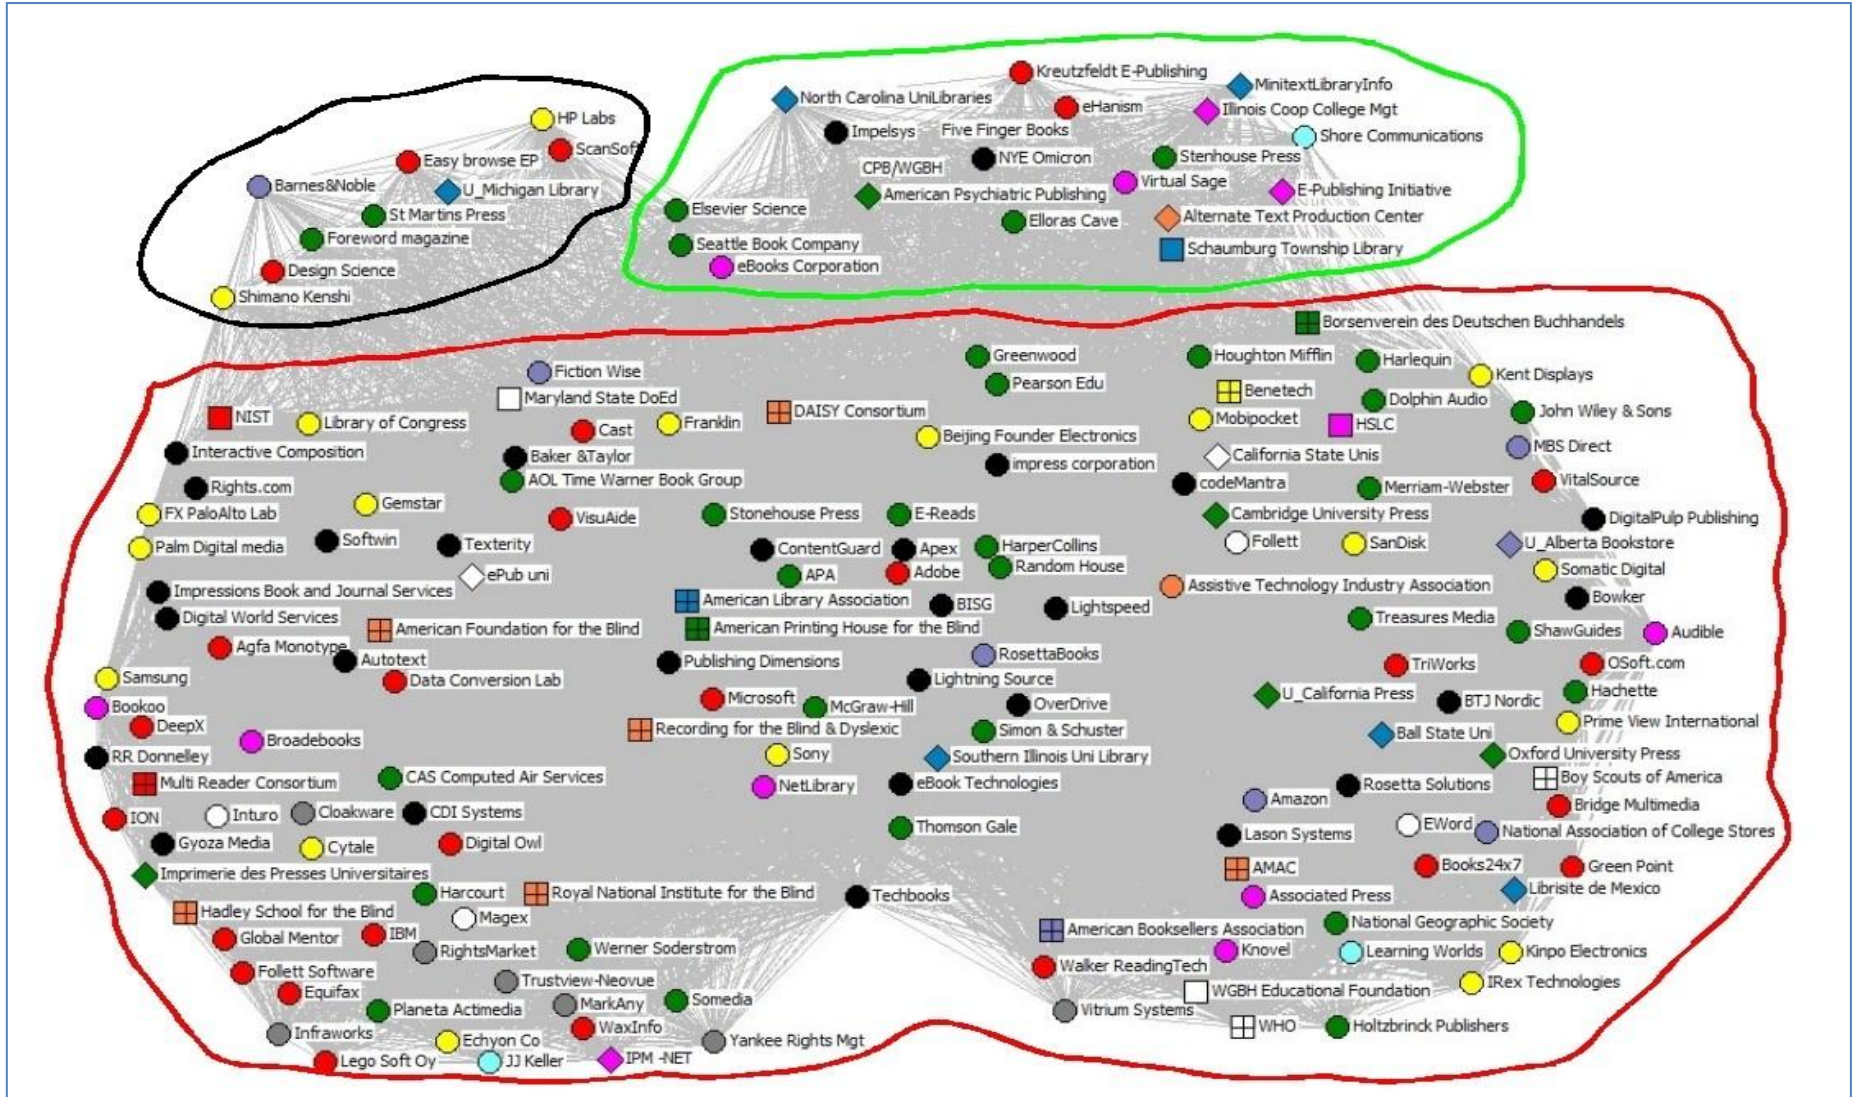 HP Labs
ScanSoft
Easy browse EP
Barnes&Noble
U_Michigan Library
St Martins Press
Foreword magazine
Design Science
Shimano Kenshi
Kreutzfeldt E-Publishing
MinitextLibraryInfo
North Carolina UniLibraries
eHanism
Illinois Coop College Mgt
Impelsys
Five Finger Books
Shore Communications
CPB/WGBH
NYE Omicron
Stenhouse Press
Virtual Sage
American Psychiatric Publishing
E-Publishing Initiative
Elsevier Science
Elloras Cave
Alternate Text Production Center
Seattle Book Company
Schaumburg Township Library
eBooks Corporation
Borsenverein des Deutschen Buchhandels
Greenwood
Houghton Mifflin
Harlequin
Fiction Wise
Pearson Edu
Kent Displays
Maryland State DoEd
Benetech
Dolphin Audio
NIST
Library of Congress
Cast
Franklin
DAISY Consortium
Mobipocket
HSLC
John Wiley & Sons
Beijing Founder Electronics
MBS Direct
Interactive Composition
Baker &Taylor
impress corporation
California State Unis
Rights.com
AOL Time Warner Book Group
codeMantra
Merriam-Webster
VitalSource
FX PaloAlto Lab
Gemstar
VisuAide
Stonehouse Press
E-Reads
Cambridge University Press
DigitalPulp Publishing
Palm Digital media
Softwin
Texterity
ContentGuard
Apex
HarperCollins
Follett
SanDisk
U_Alberta Bookstore
ePub uni
APA
Adobe
Random House
Somatic Digital
Impressions Book and Journal Services
American Library Association
BISG
Lightspeed
Assistive Technology Industry Association
Bowker
Digital World Services
American Foundation for the Blind
American Printing House for the Blind
Treasures Media
ShawGuides
Audible
Agfa Monotype
Autotext
Publishing Dimensions
RosettaBooks
TriWorks
OSoft.com
Samsung
Data Conversion Lab
Lightning Source
U_California Press
BTJ Nordic
Hachette
Bookoo
Microsoft
McGraw-Hill
OverDrive
DeepX
Broadebooks
Recording for the Blind & Dyslexic
Simon & Schuster
Ball State Uni
Prime View International
RR Donnelley
Sony
Southern Illinois Uni Library
Oxford University Press
Multi Reader Consortium
CAS Computed Air Services
NetLibrary
eBook Technologies
Rosetta Solutions
Boy Scouts of America
ION
Inturo
Cloakware
CDI Systems
Amazon
Bridge Multimedia
Thomson Gale
Lason Systems
EWord
National Association of College Stores
Gyoza Media
Cytale
Digital Owl
AMAC
Books24x7
Green Point
Imprimerie des Presses Universitaires
Harcourt
Royal National Institute for the Blind
Techbooks
Associated Press
Librisite de Mexico
Hadley School for the Blind
Magex
American Booksellers Association
National Geographic Society
Global Mentor
IBM
RightsMarket
Werner Soderstrom
Knovel
Learning Worlds
Kinpo Electronics
Follett Software
Trustview-Neovue
Walker ReadingTech
IRex Technologies
Equifax
Planeta Actimedia
MarkAny
Somedia
Vitrium Systems
WGBH Educational Foundation
Infraworks
Echyon Co
WaxInfo
Yankee Rights Mgt
WHO
Holtzbrinck Publishers
Lego Soft Oy
JJ Keller
IPM -NET